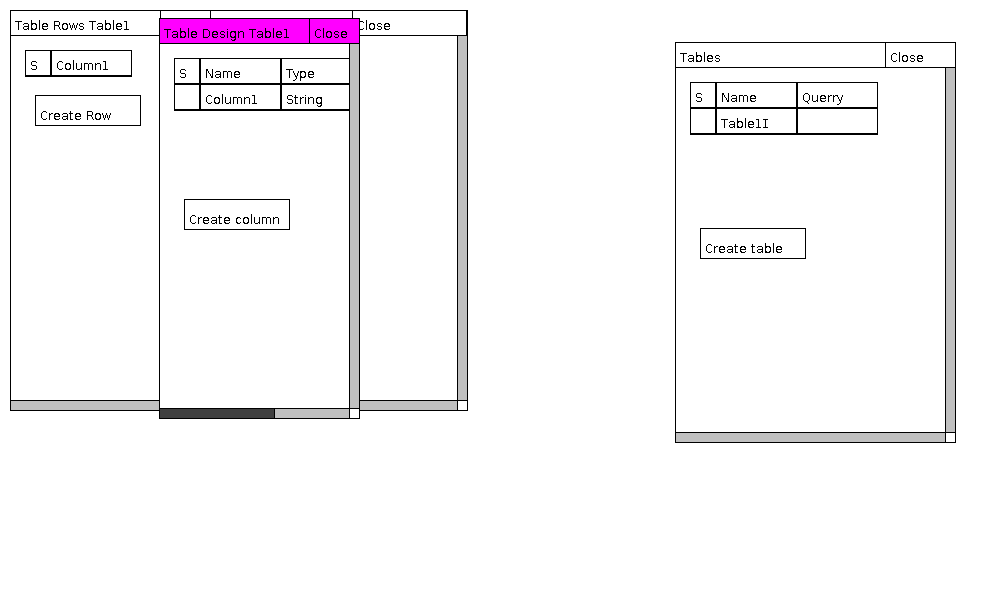 Table Rows Table1
Close
S Column1
Create Row
Table Design Table1 Close
S Name Type
Column1 String
Create column
Tables Close
S Name Querry
Table1I
Create table